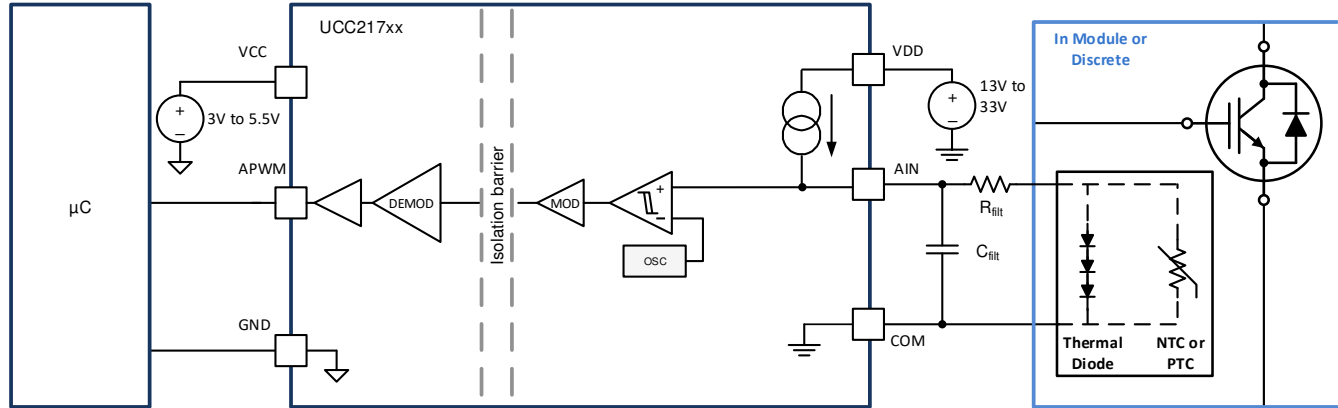 UCC217xx
In Module or
Discrete
VCC
VDD
+
−
3V to 5.5V
+
−
13V to
33V
APWM
AIN
µC
DEMOD
Isolation barrier
MOD
+
−
OSC
Rfilt
Cfilt
GND
COM
Thermal
Diode
NTC or
PTC